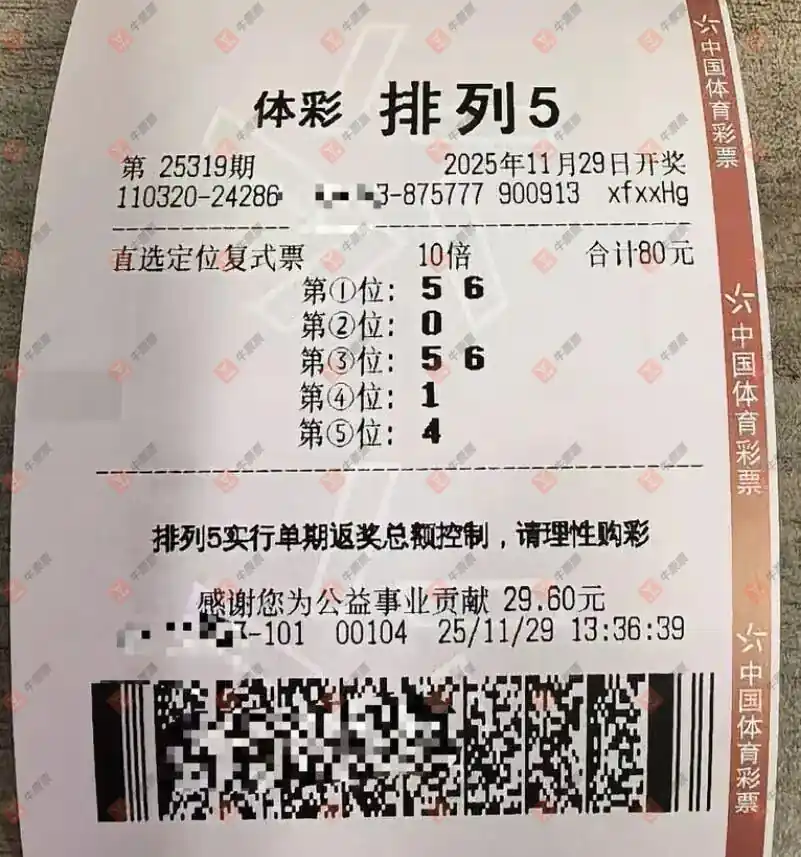 体彩 排列5
第 25319期 2025年11月29日开奖
110320-24286 3-875777 900913 xfxxHg
直选定位复式票 10倍 合计80元
第①位: 5 6
第②位: 0
第③位: 5 6
第④位: 1
第⑤位: 4
排列5实行单期返奖总额控制，请理性购彩
感谢您为公益事业贡献 29.60元
7-101 00104 25/11/29 13:36:39
中国体育彩票
中国体育彩票
中国体育彩票